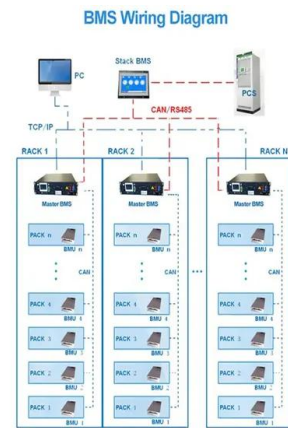 BMS Wiring Diagram
Stack BMS
PC
PCS
CAN/RS485
TCP/IP
RACK 1
RACK 2
RACK N
Master BMS
Master BMS
Master BMS
PACK n
BMU n
PACK n
BMU n
PACK n
BMU n
CAN
CAN
CAN
PACK 4
BMU 4
PACK 4
BMU 4
PACK 4
BMU 4
PACK 3
BMU 3
PACK 3
BMU 3
PACK 3
BMU 3
PACK 2
BMU 2
PACK 2
BMU 2
PACK 2
BMU 2
PACK 1
BMU 1
PACK 1
BMU 1
PACK 1
BMU 1